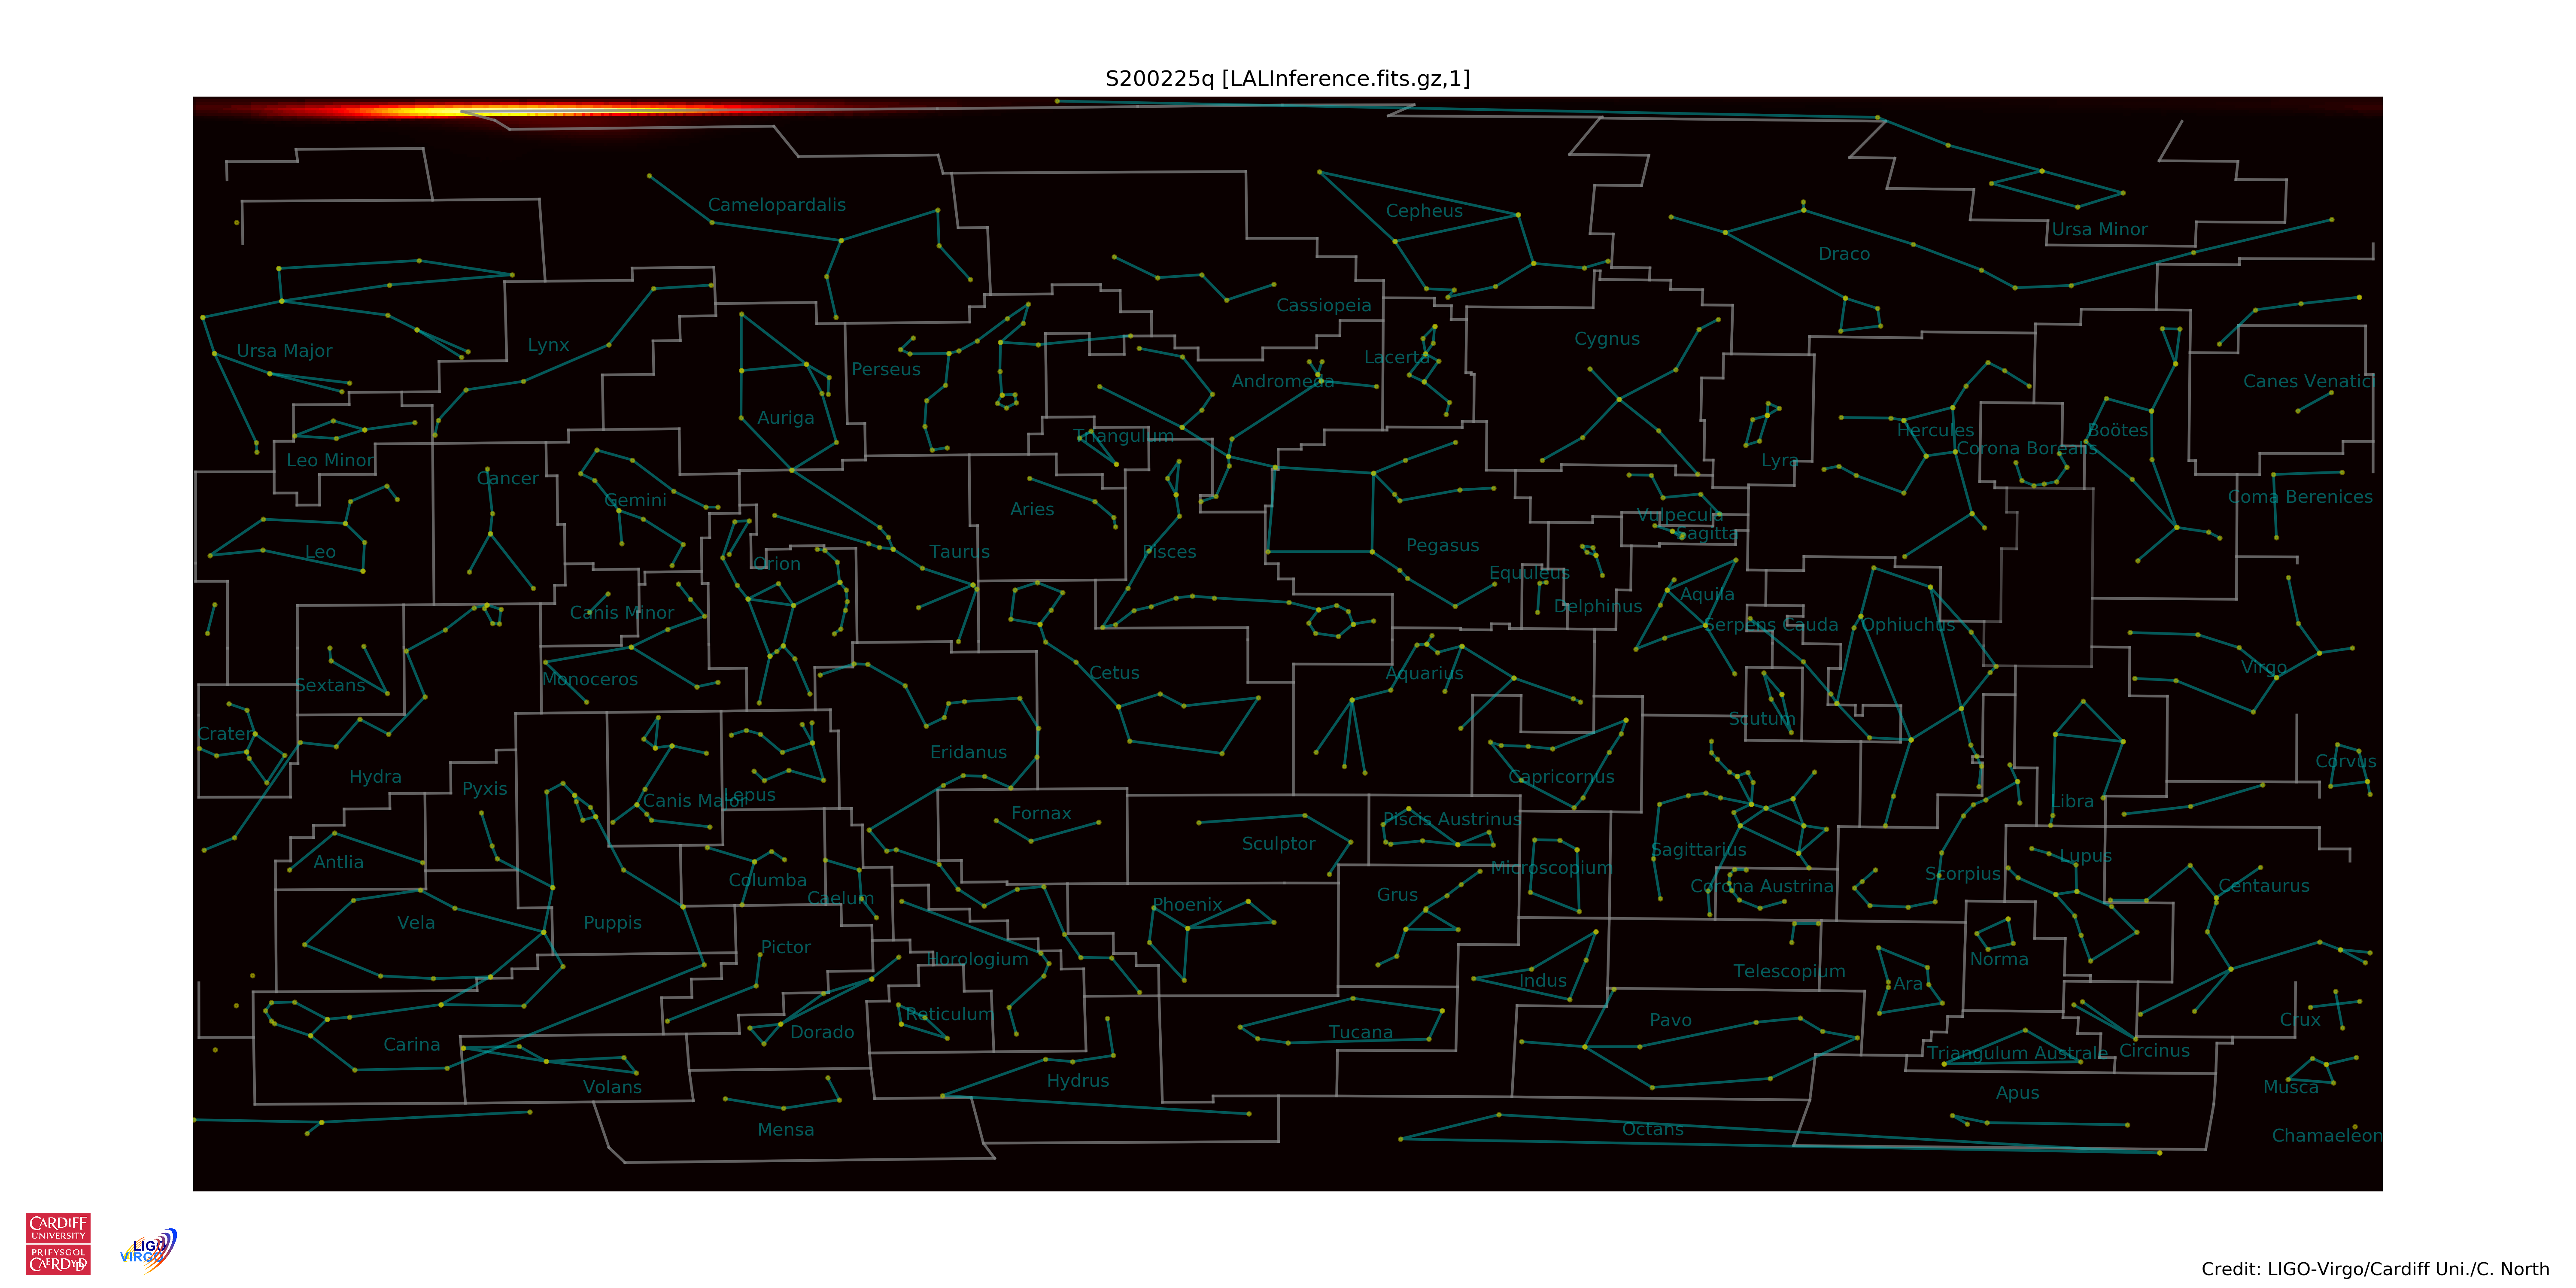 S200225q [LALInference.fits.gz,1]
Camelopardalis
Cepheus
Ursa Minor
Draco
Cassiopeia
Ursa Major
Lynx
Cygnus
Perseus
Lacerta
Andromeda
Canes Venatici
Auriga
Triangulum
Hercules
Boötes
Corona Borealis
Leo Minor
Lyra
Cancer
Gemini
Coma Berenices
Aries
Vulpecula
Sagitta
Leo
Taurus
Pisces
Pegasus
Orion
Equuleus
Canis Minor
Delphinus
Aquila
Serpens Cauda
Ophiuchus
Virgo
Sextans
Monoceros
Cetus
Aquarius
Scutum
Crater
Eridanus
Corvus
Hydra
Capricornus
Pyxis
Canis Major
Lepus
Libra
Fornax
Piscis Austrinus
Sculptor
Sagittarius
Lupus
Antlia
Microscopium
Scorpius
Columba
Corona Austrina
Centaurus
Caelum
Grus
Phoenix
Vela
Puppis
Pictor
Horologium
Norma
Telescopium
Indus
Ara
Reticulum
Pavo
Crux
Dorado
Tucana
Carina
Triangulum Australe
Circinus
Hydrus
Volans
Musca
Apus
Mensa
Octans
Chamaeleon
CARDIFF
UNIVERSITY
PRIFYSGOL
CAERDYDD
LIGO
VIRGO
Credit: LIGO-Virgo/Cardiff Uni./C. North